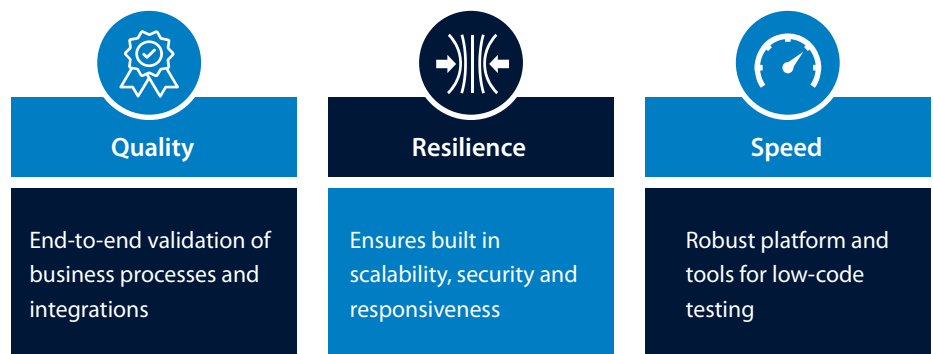 Quality
End-to-end validation of
business processes and
integrations
Resilience
Ensures built in
scalability, security and
responsiveness
Speed
Robust platform and
tools for low-code
testing